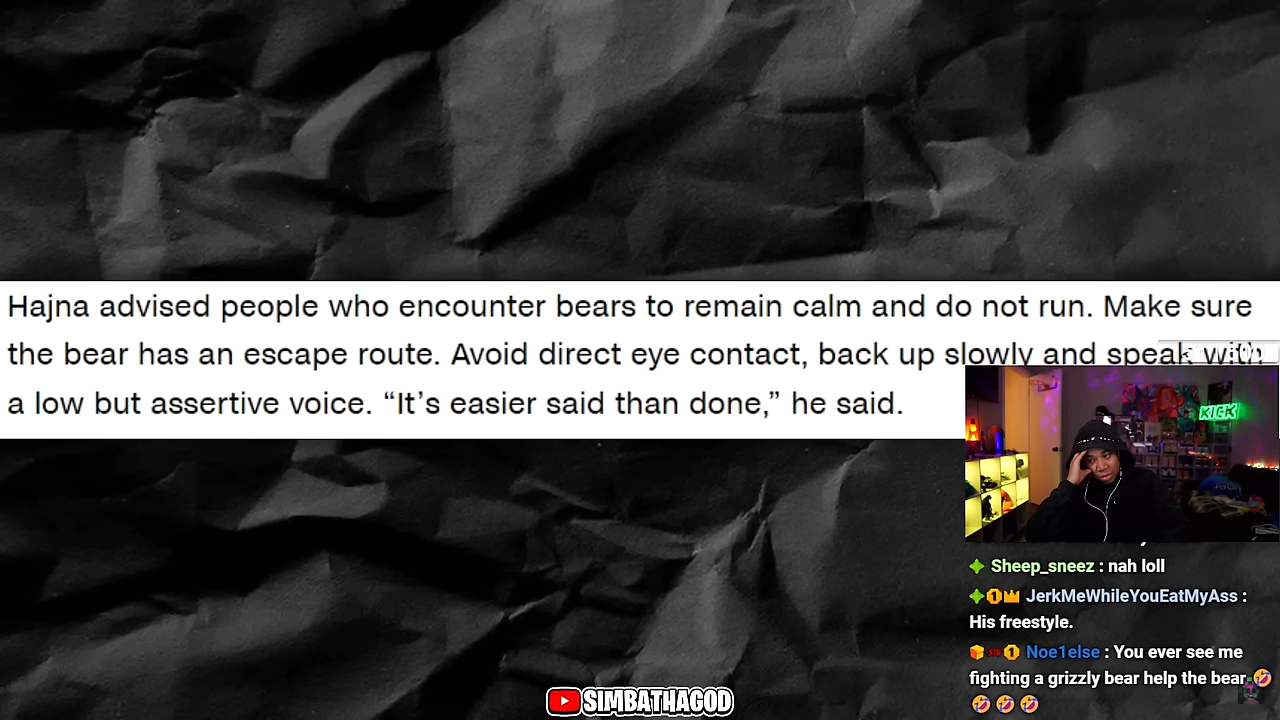 Hajna advised people who encounter bears to remain calm and do not run. Make sure
the bear has an escape route. Avoid direct eye contact, back up slowly and speak with
a low but assertive voice. “It’s easier said than done,” he said.
KICK
Sheep_sneez : nah loll
JerkMeWhileYouEatMyAss :
His freestyle.
Noe1else : You ever see me
fighting a grizzly bear help the bear 🤣
🤣 🤣 🤣
SIMBATHAGOD